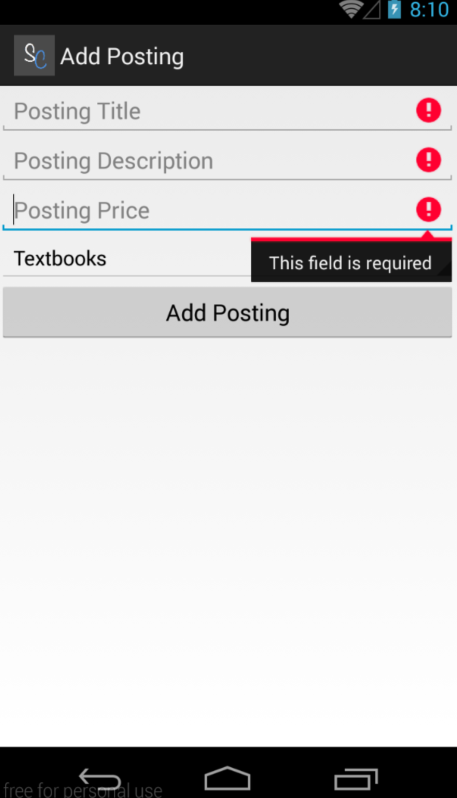 8:10
SC Add Posting
Posting Title
Posting Description
Posting Price
Textbooks
This field is required
Add Posting
free for personal use